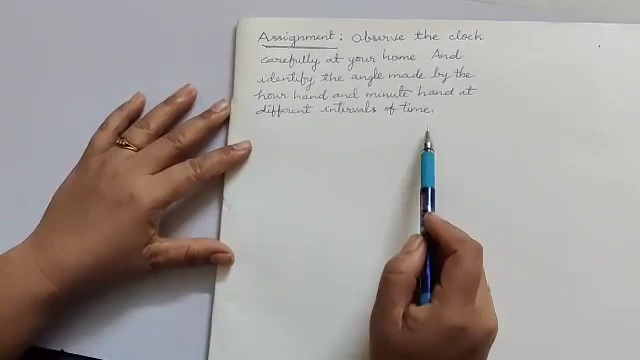 Assignment: Observe the clock
carefully at your home And
identify the angle made by the
hour hand and minute hand at
different intervals of time.